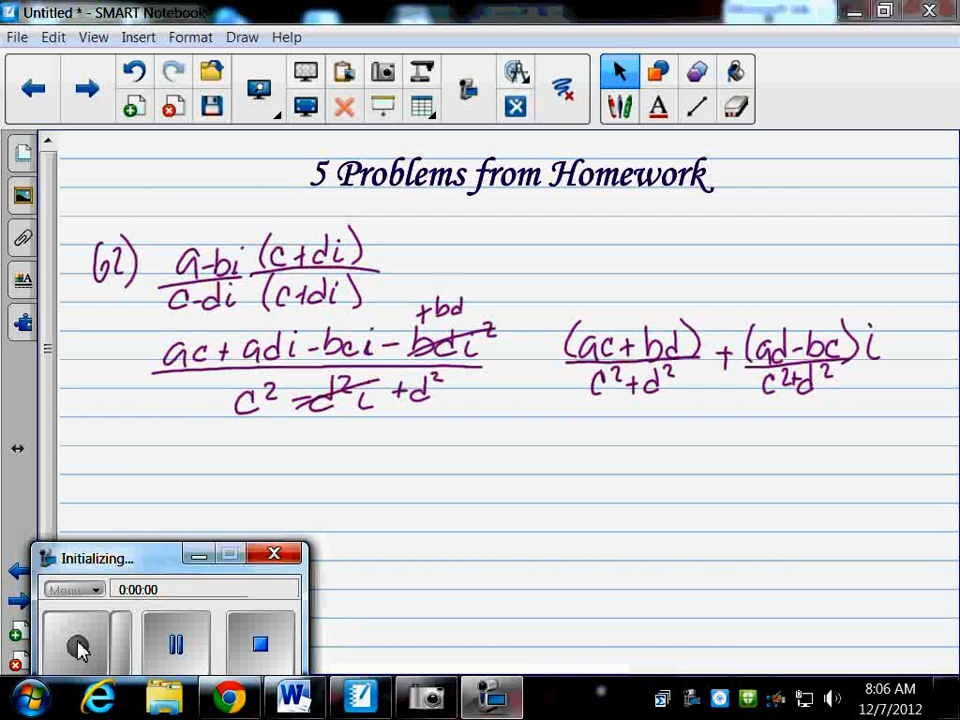 Untitled * - SMART Notebook
File Edit View Insert Format Draw Help
5 Problems from Homework
62) a-bi (c+di)
c-di (c+di)
+bd
ac + adi - bci - bdi²
c² - d²i + d²
(ac + bd) + (ad-bc) i
c²+d² c²+d²
Initializing...
Menu 0:00:00
8:06 AM
12/7/2012